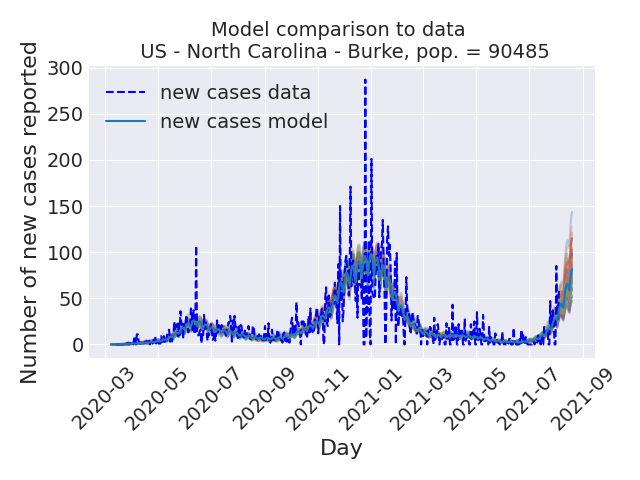 Model comparison to data
US - North Carolina - Burke, pop. = 90485
Number of new cases reported
300
250
200
150
100
50
0
new cases data
new cases model
2020-03
2020-05
2020-07
2020-09
2020-11
2021-01
2021-03
2021-05
2021-07
2021-09
Day